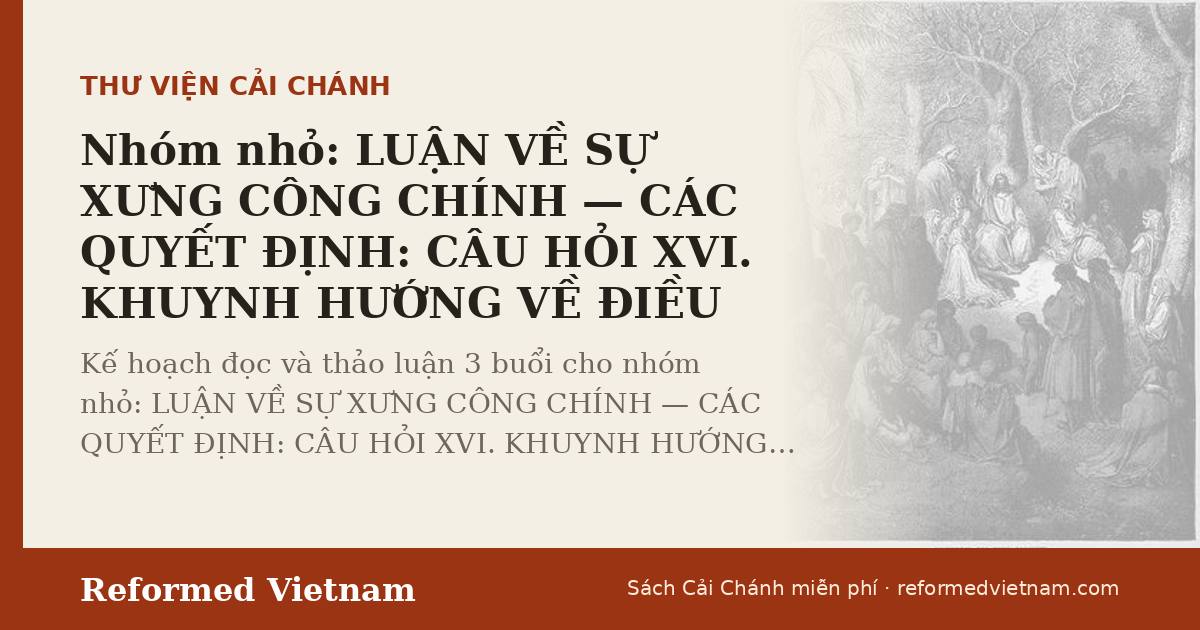 THƯ VIỆN CẢI CHÁNH
Nhóm nhỏ: LUẬN VỀ SỰ
XƯNG CÔNG CHÍNH — CÁC
QUYẾT ĐỊNH: CÂU HỎI XVI.
KHUYNH HƯỚNG VỀ ĐIỀU
Kế hoạch đọc và thảo luận 3 buổi cho nhóm
nhỏ: LUẬN VỀ SỰ XƯNG CÔNG CHÍNH — CÁC
QUYẾT ĐỊNH: CÂU HỎI XVI. KHUYNH HƯỚNG...
Reformed Vietnam
Sách Cải Chánh miễn phí · reformedvietnam.com